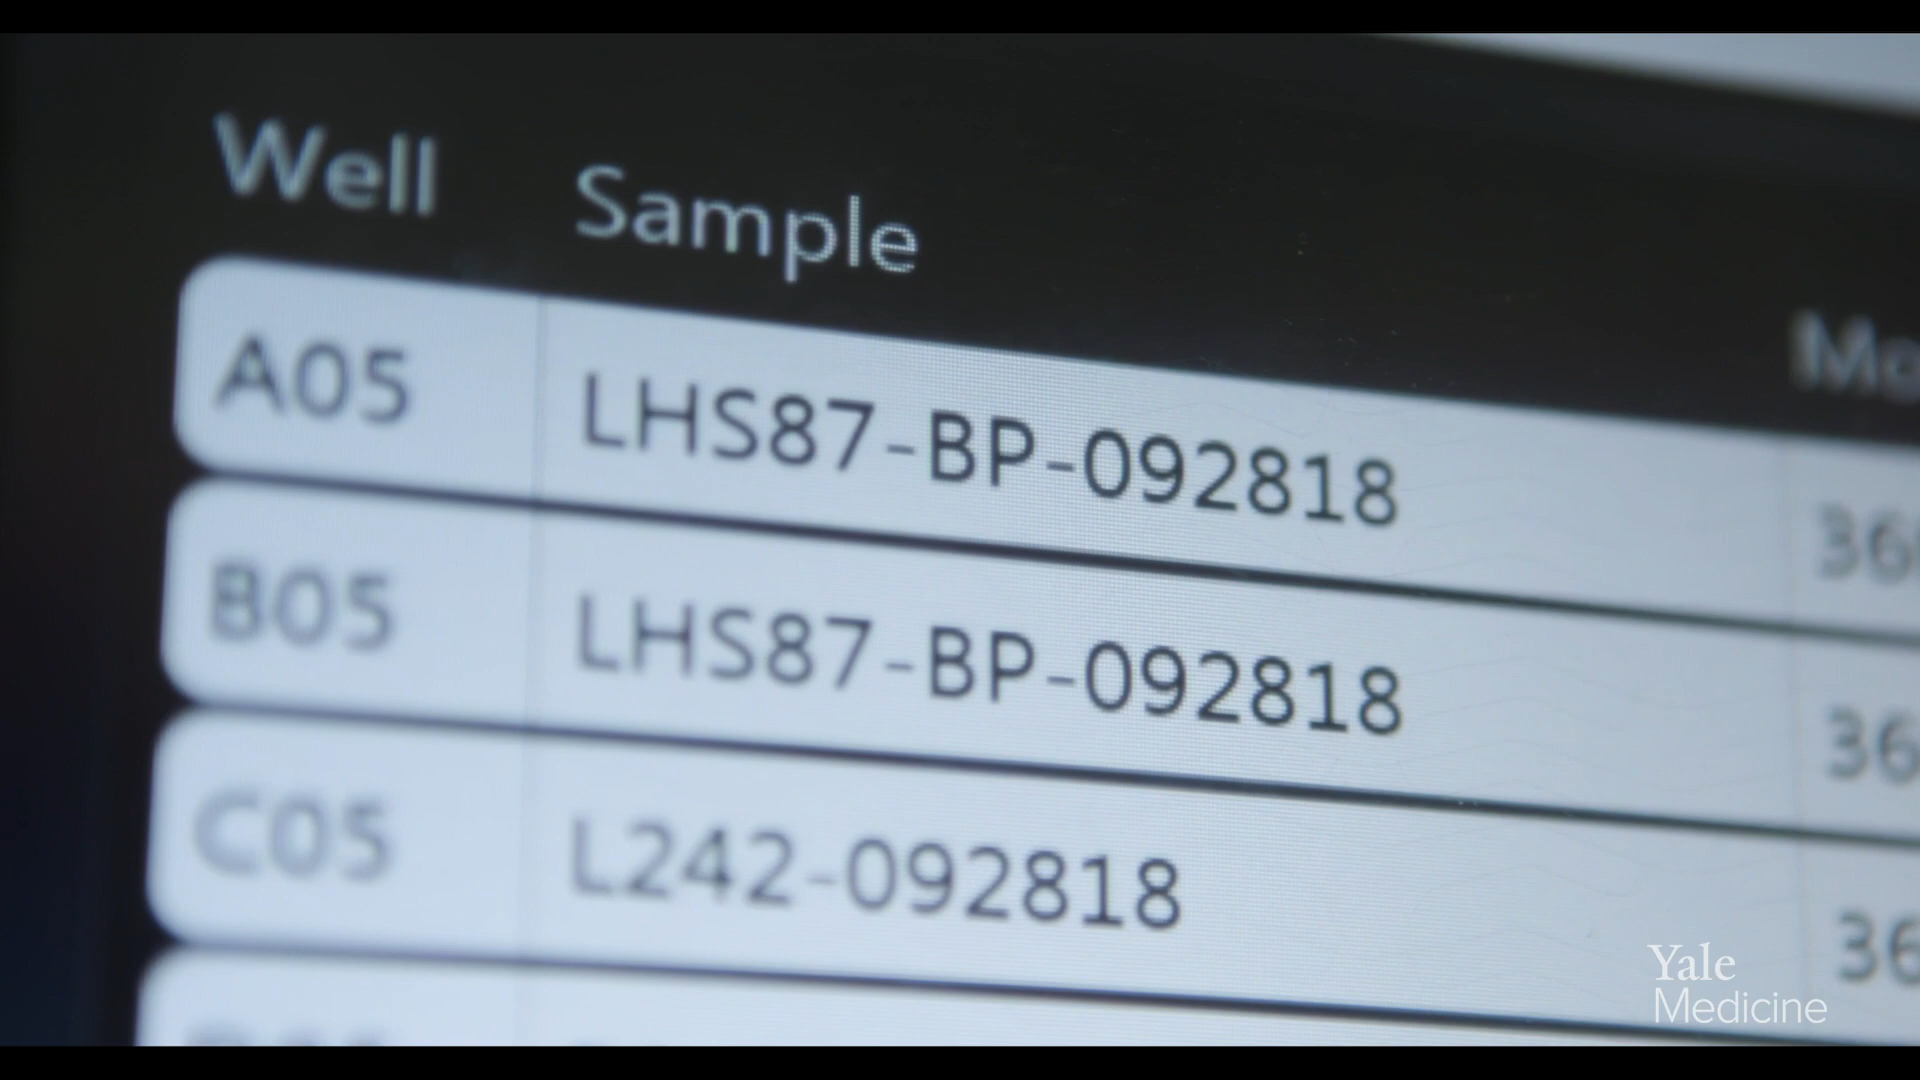 Well Sample
A05 LHS87-BP-092818
B05 LHS87-BP-092818
C05 L242-092818
Yale
Medicine